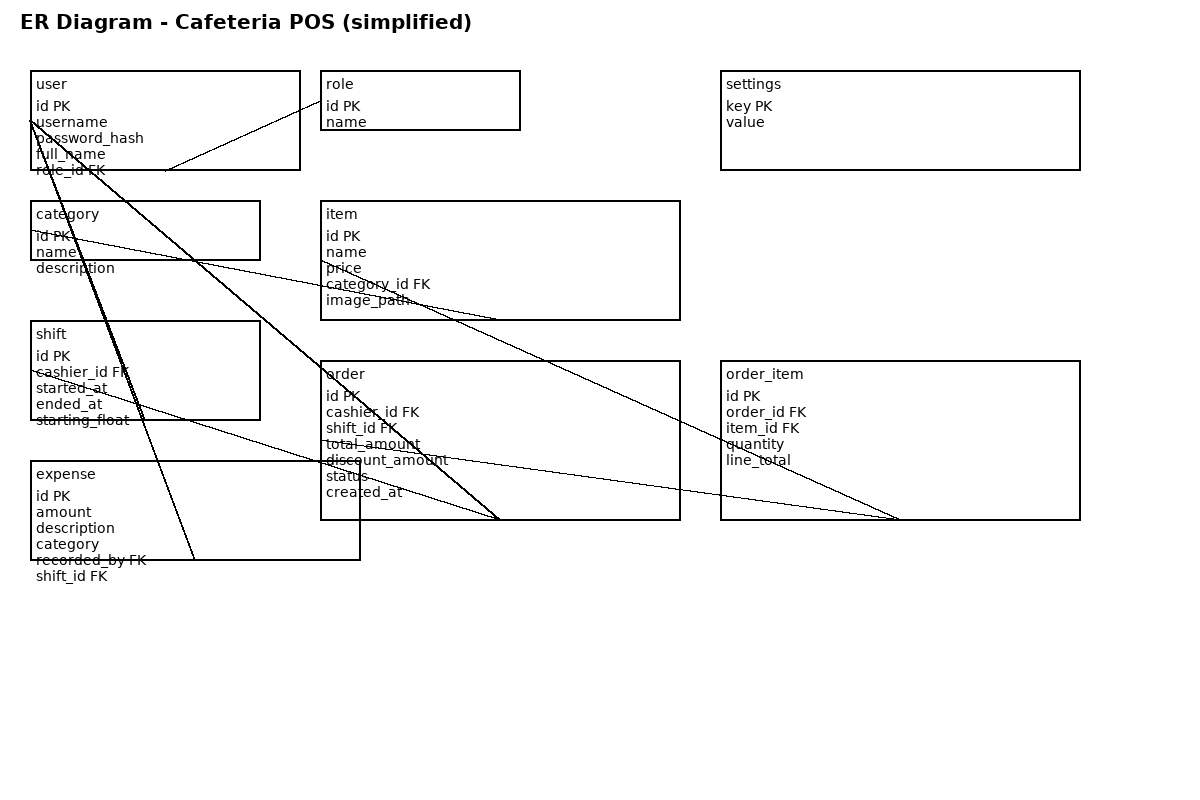 ER Diagram - Cafeteria POS (simplified)
user
id PK
username
password_hash
full_name
role_id FK
role
id PK
name
settings
key PK
value
category
id PK
name
description
item
id PK
name
price
category_id FK
image_path
shift
id PK
cashier_id FK
started_at
ended_at
starting_float
order
id PK
cashier_id FK
shift_id FK
total_amount
discount_amount
status
created_at
order_item
id PK
order_id FK
item_id FK
quantity
line_total
expense
id PK
amount
description
category
recorded_by FK
shift_id FK